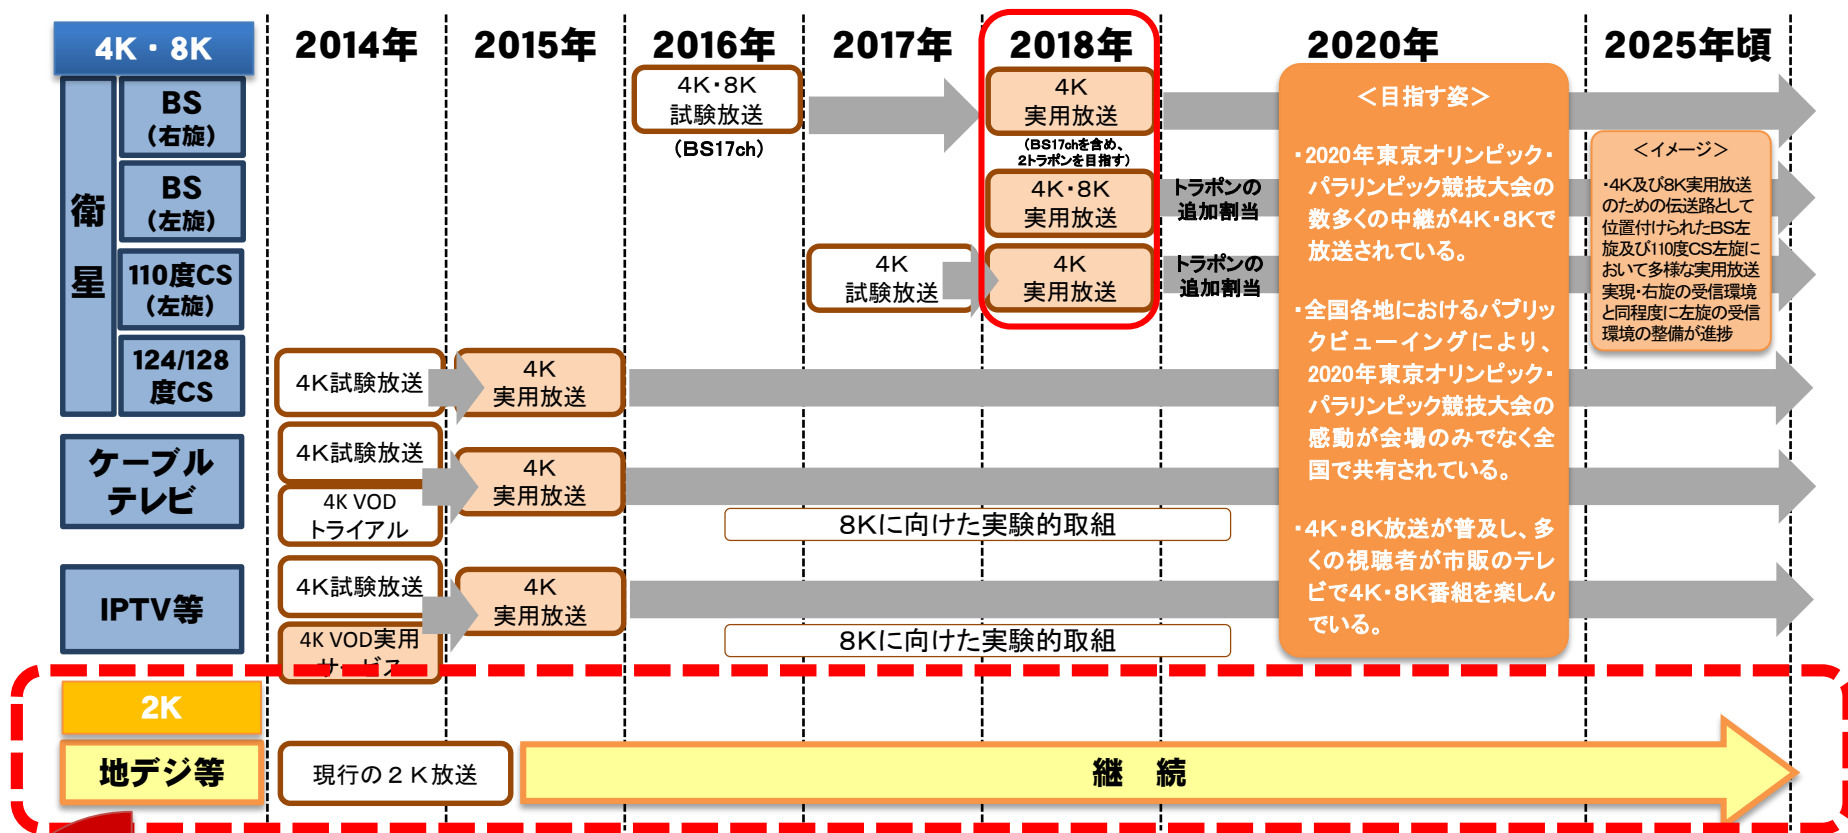 4K・8K
2014年
2015年
2016年
2017年
2018年
2020年
2025年頃
衛星
BS
(右旋)
4K・8K
試験放送
(BS17ch)
4K
実用放送
(BS17chを含め、
2トラポンを目指す)
BS
(左旋)
4K・8K
実用放送
トラポンの
追加割当
110度CS
(左旋)
4K
試験放送
4K
実用放送
トラポンの
追加割当
124/128
度CS
4K試験放送
4K
実用放送
ケーブル
テレビ
4K試験放送
4K VOD
トライアル
4K
実用放送
8Kに向けた実験的取組
IPTV等
4K試験放送
4K VOD実用
サービス
4K
実用放送
8Kに向けた実験的取組
＜目指す姿＞
・2020年東京オリンピック・
パラリンピック競技大会の
数多くの中継が4K・8Kで
放送されている。
・全国各地におけるパブリッ
クビューイングにより、
2020年東京オリンピック・
パラリンピック競技大会の
感動が会場のみでなく全
国で共有されている。
・4K・8K放送が普及し、多
くの視聴者が市販のテレ
ビで4K・8K番組を楽しん
でいる。
＜イメージ＞
・4K及び8K実用放送
のための伝送路として
位置付けられたBS左
旋及び110度CS左旋に
おいて多様な実用放送
実現・右旋の受信環境
と同程度に左旋の受信
環境の整備が進捗
2K
地デジ等
現行の２Ｋ放送
継　続